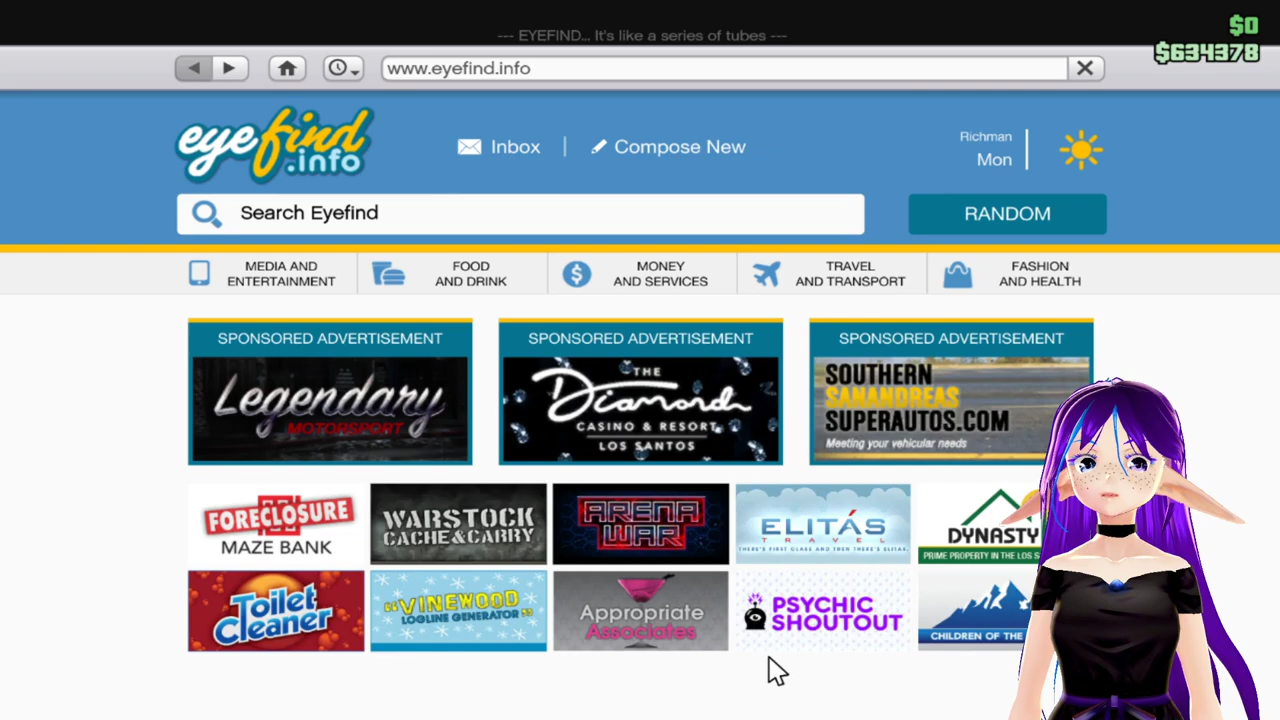 --- EYEFIND... It's like a series of tubes ---
$0
$634378
www.eyefind.info
eyefind
.info
Inbox
Compose New
Richman
Mon
Search Eyefind
RANDOM
MEDIA AND
ENTERTAINMENT
FOOD
AND DRINK
MONEY
AND SERVICES
TRAVEL
AND TRANSPORT
FASHION
AND HEALTH
SPONSORED ADVERTISEMENT
Legendary
MOTORSPORT
SPONSORED ADVERTISEMENT
THE
Diamond
CASINO & RESORT
LOS SANTOS
SPONSORED ADVERTISEMENT
SOUTHERN
SANANDREAS
SUPERAUTOS.COM
Meeting your vehicular needs
FORECLOSURE
MAZE BANK
WARSTOCK
CACHE&CARRY
ARENA
WAR
ELITÁS
TRAVEL
THERE'S FIRST CLASS AND THEN THERE'S ELITAS
DYNASTY
PRIME PROPERTY IN THE LOS S
Toilet
Cleaner
"VINEWOOD
LOGLINE GENERATOR"
Appropriate
Associates
PSYCHIC
SHOUTOUT
CHILDREN OF THE